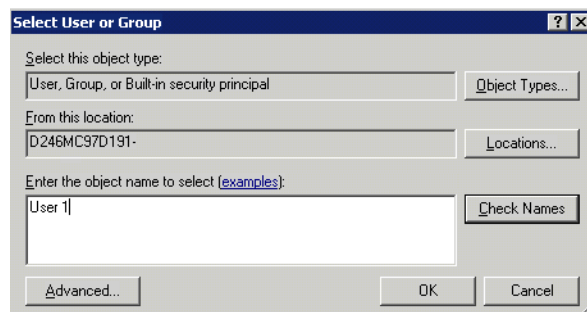 Select User or Group
Select this object type:
User, Group, or Built-in security principal
Object Types...
From this location:
D246MC97D191-
Locations...
Enter the object name to select (examples):
User 1
Check Names
Advanced...
OK
Cancel